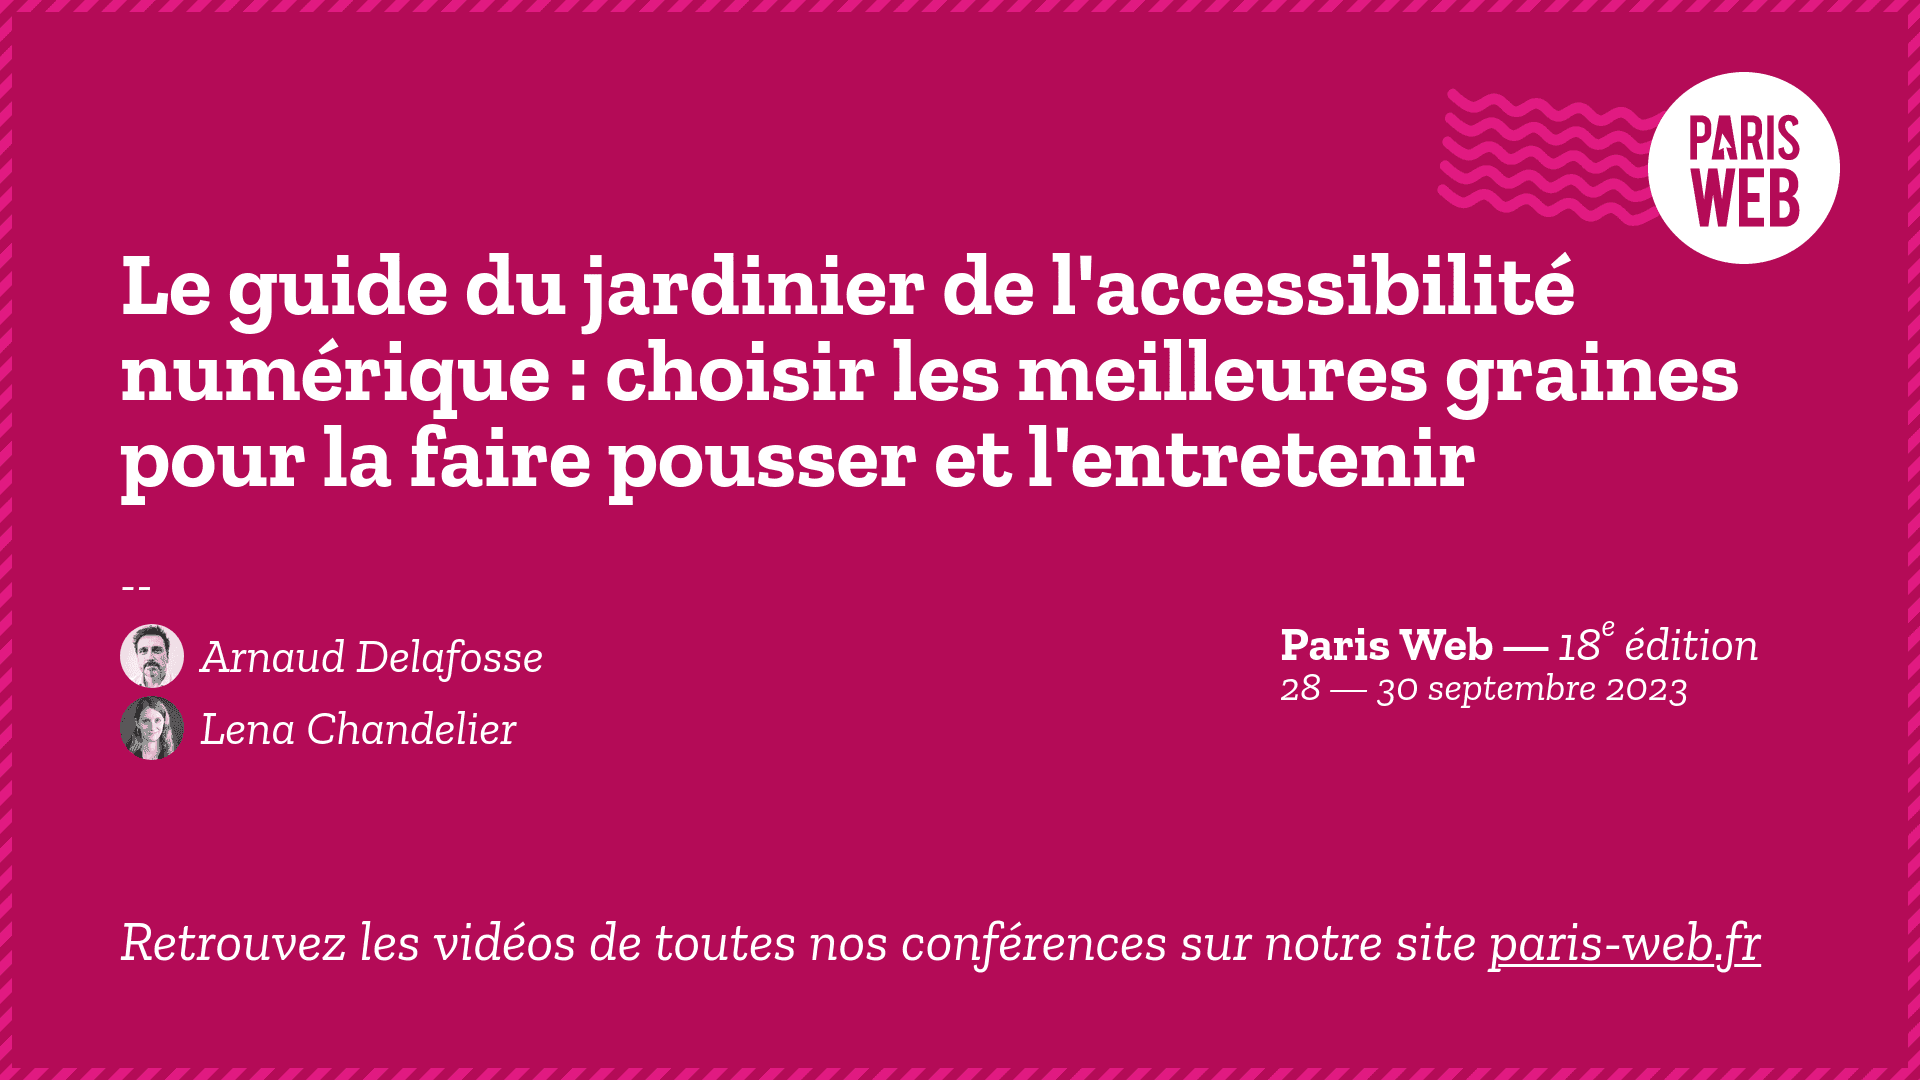 PARIS
WEB
Le guide du jardinier de l'accessibilité
numérique : choisir les meilleures graines
pour la faire pousser et l'entretenir
--
Arnaud Delafosse
Lena Chandelier
Paris Web — 18e édition
28 — 30 septembre 2023
Retrouvez les vidéos de toutes nos conférences sur notre site paris-web.fr